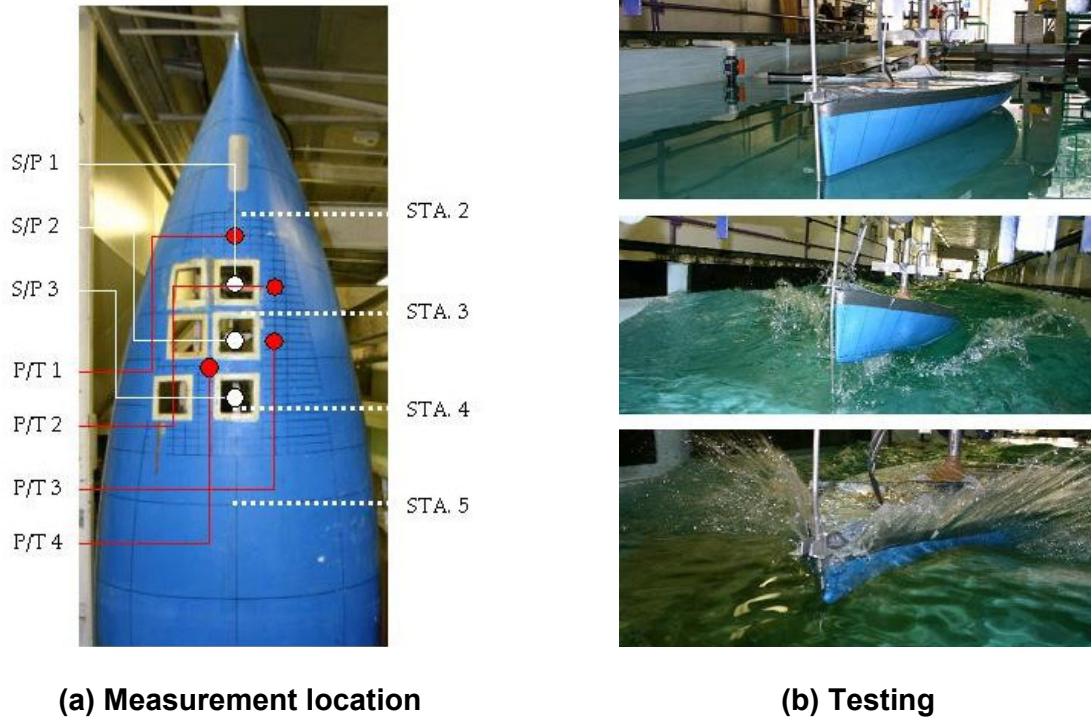 S/P 1
S/P 2
S/P 3
P/T 1
P/T 2
P/T 3
P/T 4
STA. 2
STA. 3
STA. 4
STA. 5
(a) Measurement location
(b) Testing